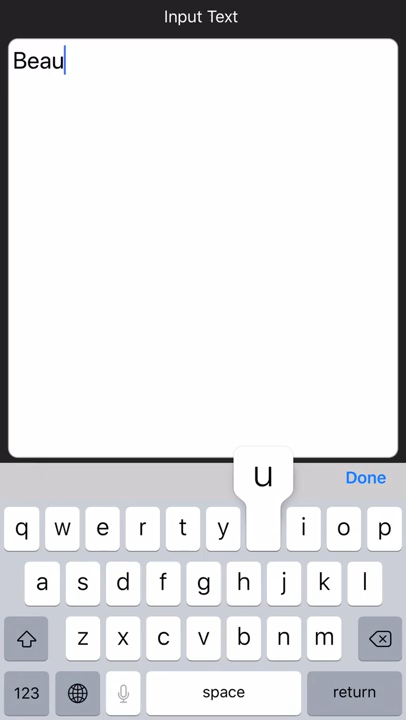 Input Text
Beau
u
Done
q w e r t y i o p
a s d f g h j k l
z x c v b n m
123 space return